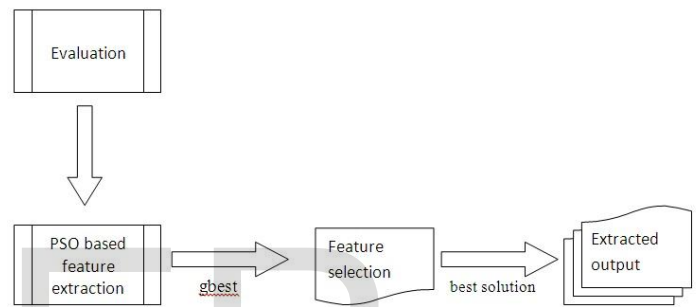 Evaluation
PSO based
feature
extraction
gbest
Feature
selection
best solution
Extracted
output